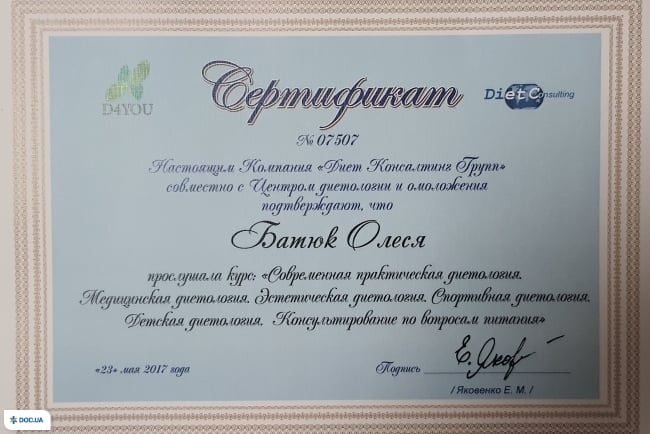 D4YOU
Сертификат
DietConsulting
№ 07507
Настоящим Компания «Диет Консалтинг Групп»
совместно с Центром диетологии и омоложения
подтверждают, что
Батюк Олеся
прослушала курс: «Современная практическая диетология.
Медицинская диетология. Эстетическая диетология. Спортивная диетология.
Детская диетология. Консультирование по вопросам питания»
«23» мая 2017 года
Подпись
Е. Яков
/ Яковенко Е. М. /
DOC.UA